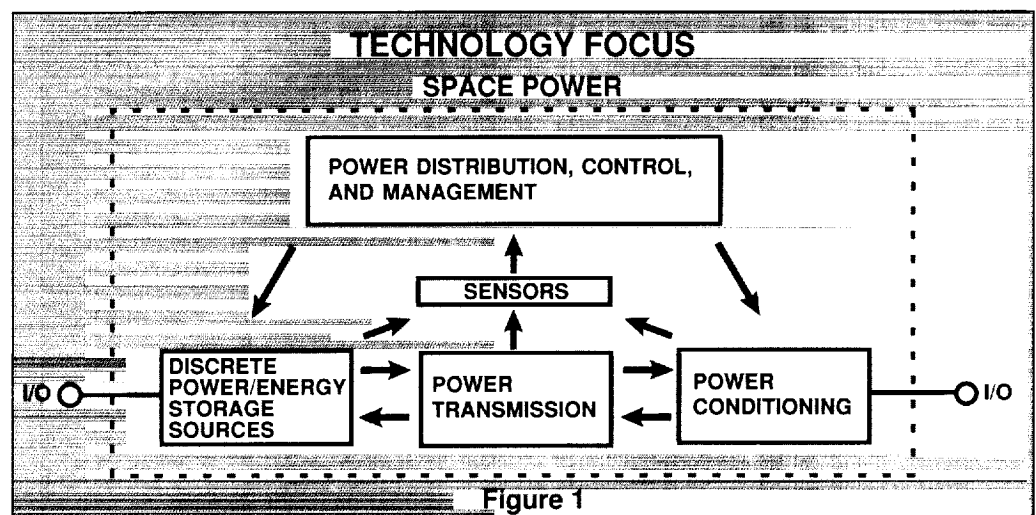 TECHNOLOGY FOCUS
SPACE POWER
POWER DISTRIBUTION, CONTROL,
AND MANAGEMENT
SENSORS
DISCRETE
POWER/ENERGY
STORAGE
SOURCES
POWER
TRANSMISSION
POWER
CONDITIONING
I/O
I/O
Figure 1